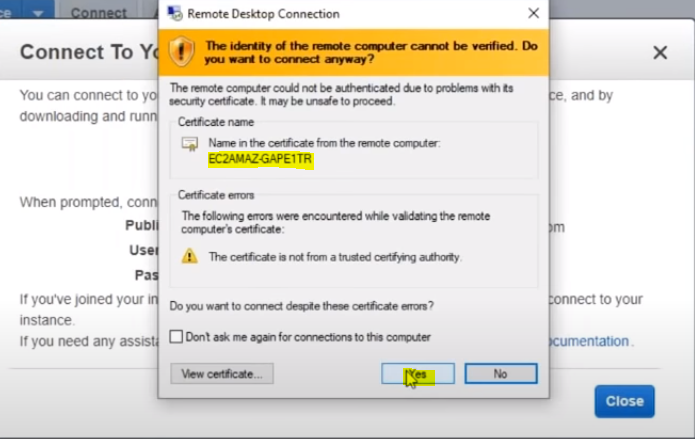 ce
Connect
Remote Desktop Connection
The identity of the remote computer cannot be verified. Do
you want to connect anyway?
Connect To Yo
You can connect to yo
ce, and by
downloading and runn
The remote computer could not be authenticated due to problems with its
security certificate. It may be unsafe to proceed.
Certificate name
Name in the certificate from the remote computer:
EC2AMAZ-GAPE1TR
Certificate errors
The following errors were encountered while validating the remote
computer's certificate:
The certificate is not from a trusted certifying authority.
When prompted, conn
Publi
om
User
Pas
If you've joined your in
connect to your
instance.
If you need any assista
ocumentation.
Do you want to connect despite these certificate errors?
Don't ask me again for connections to this computer
View certificate...
Yes
No
Close